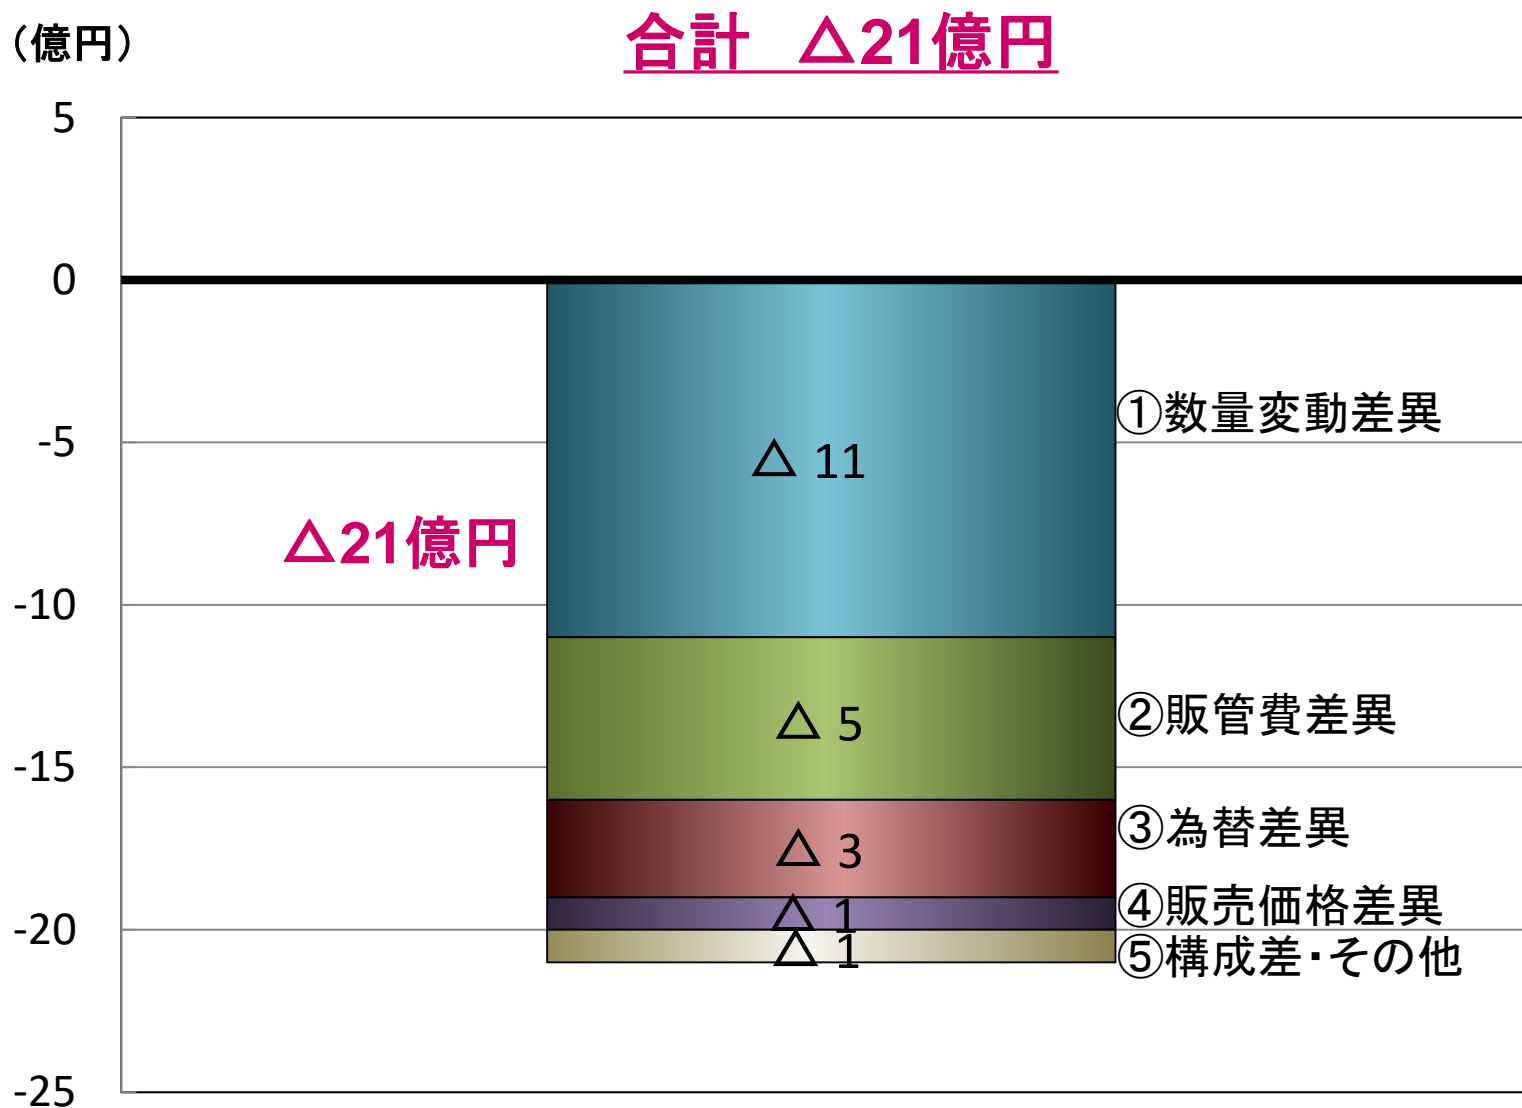 （億円）
合計　△21億円
5
0
-5
-10
-15
-20
-25
△21億円
△ 11
①数量変動差異
△ 5
②販管費差異
△ 3
③為替差異
△ 1
④販売価格差異
△ 1
⑤構成差・その他